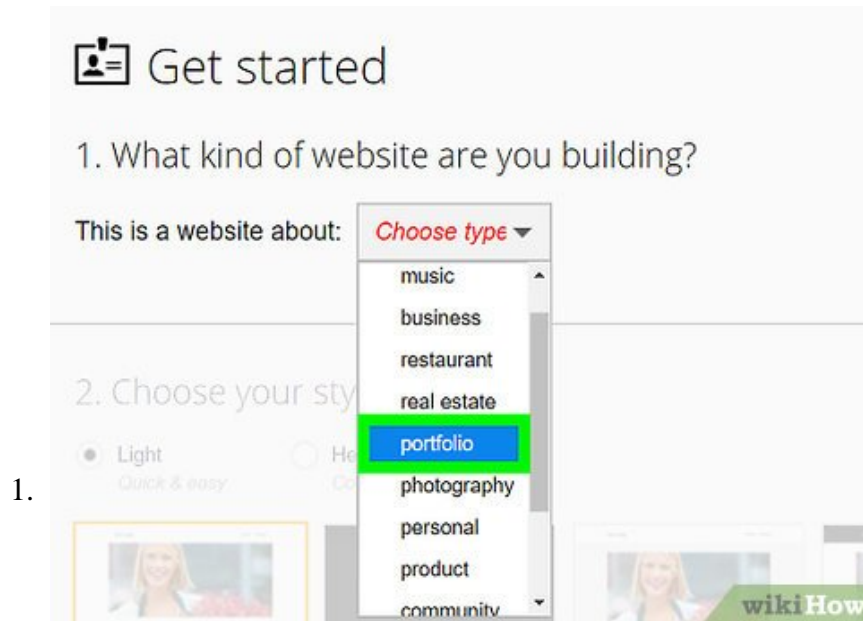 Get started
1. What kind of website are you building?
This is a website about: Choose type
music
business
restaurant
real estate
2. Choose your sty
portfolio
Light
He
Quick & easy
Co
photography
1.
personal
product
community
wikiHow